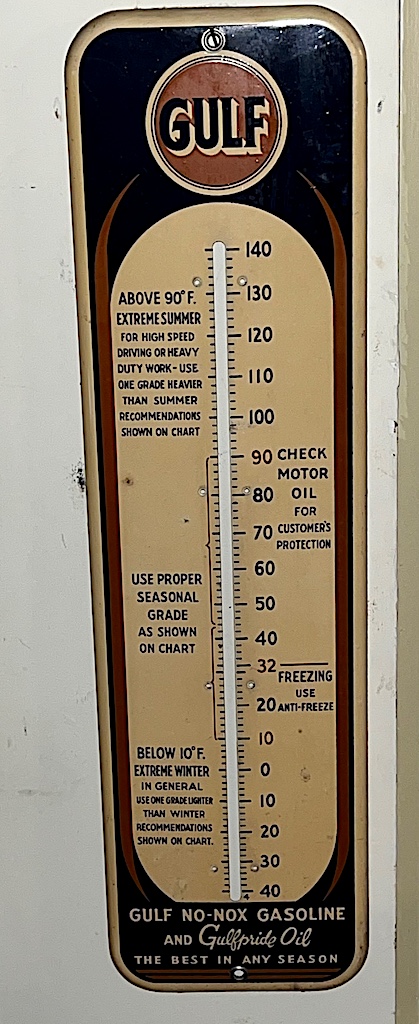 GULF
140
130
ABOVE 90°F.
EXTREME SUMMER
FOR HIGH SPEED
DRIVING OR HEAVY
DUTY WORK-USE
ONE GRADE HEAVIER
THAN SUMMER
RECOMMENDATIONS
SHOWN ON CHART
120
110
100
90
CHECK
MOTOR
OIL
FOR
CUSTOMER'S
PROTECTION
80
70
60
USE PROPER
SEASONAL
GRADE
AS SHOWN
ON CHART
50
40
32
FREEZING
USE
ANTI-FREEZE
20
10
BELOW 10°F.
EXTREME WINTER
IN GENERAL
USE ONE GRADE LIGHTER
THAN WINTER
RECOMMENDATIONS
SHOWN ON CHART.
0
10
20
30
40
4
GULF NO-NOX GASOLINE
AND Gulfpride Oil
THE BEST IN ANY SEASON